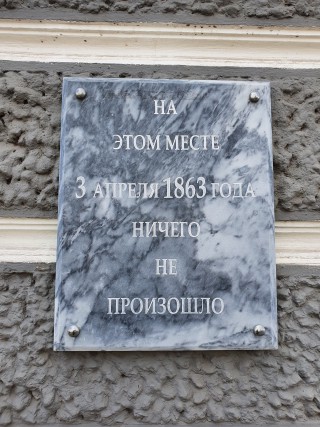 НА
ЭТОМ МЕСТЕ
3 АПРЕЛЯ 1863 ГОДА
НИЧЕГО
НЕ
ПРОИЗОШЛО